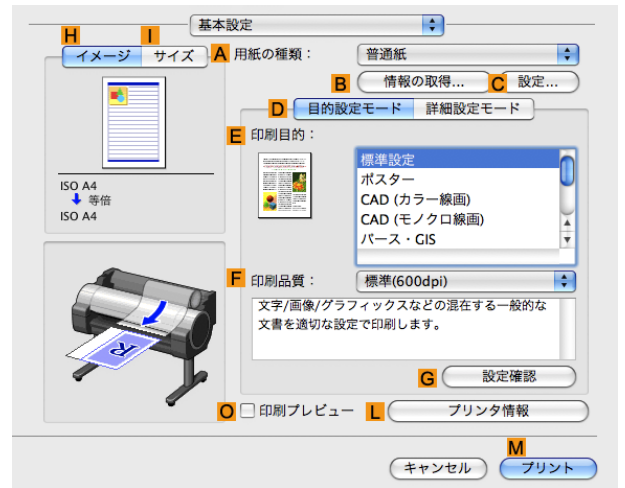 基本設定
H
I
イメージ サイズ
A 用紙の種類： 普通紙
B 情報の取得... C 設定...
D 目的設定モード 詳細設定モード
E 印刷目的：
標準設定
ポスター
CAD (カラー線画)
CAD (モノクロ線画)
パース・GIS
ISO A4
等倍
ISO A4
F 印刷品質： 標準(600dpi)
文字/画像/グラフィックスなどの混在する一般的な
文書を適切な設定で印刷します。
R
G 設定確認
O 印刷プレビュー L プリンタ情報
M
キャンセル プリント